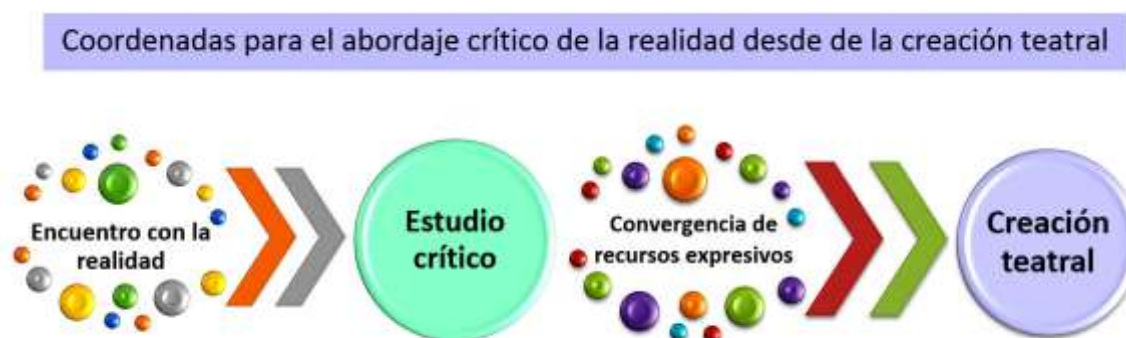 Coordenadas para el abordaje crítico de la realidad desde de la creación teatral
Encuentro con la
realidad
Estudio
crítico
Convergencia de
recursos expresivos
Creación
teatral